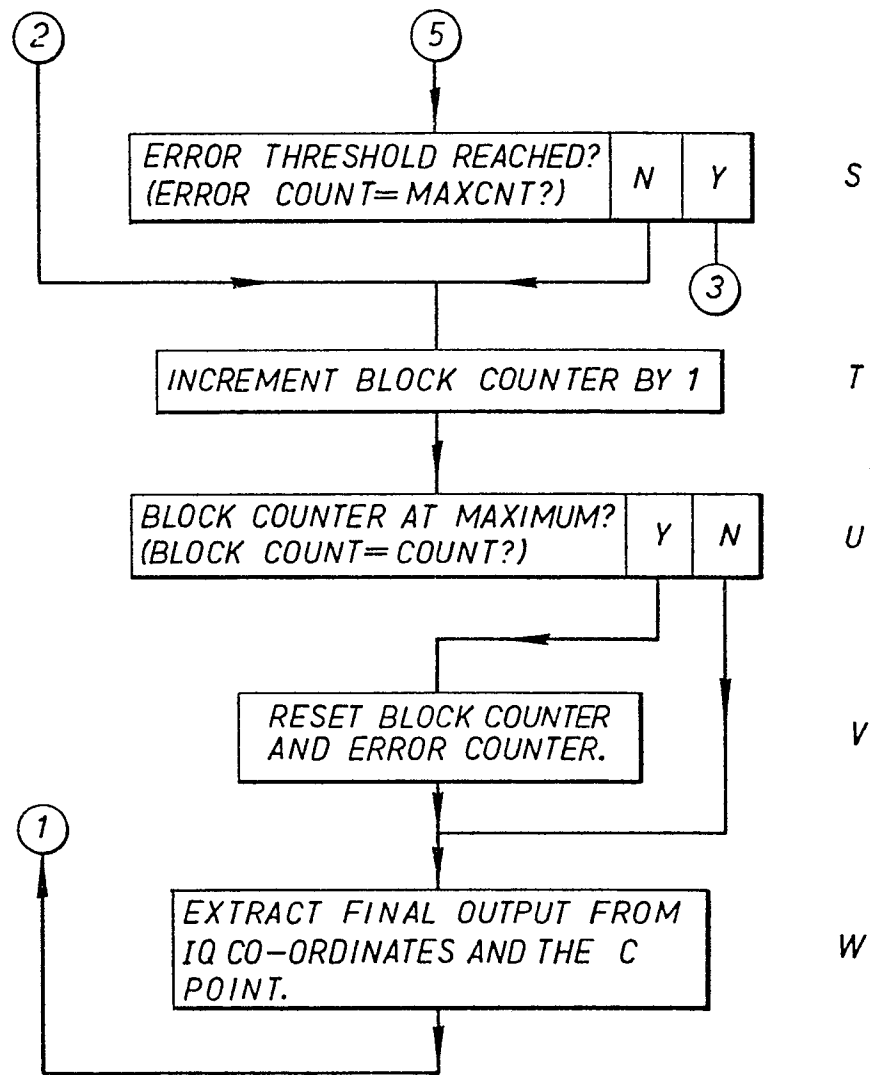 2
5
ERROR THRESHOLD REACHED?
(ERROR COUNT=MAXCNT?)
N
Y
S
3
INCREMENT BLOCK COUNTER BY 1
T
BLOCK COUNTER AT MAXIMUM?
(BLOCK COUNT=COUNT?)
Y
N
U
RESET BLOCK COUNTER
AND ERROR COUNTER.
V
1
EXTRACT FINAL OUTPUT FROM
IQ CO-ORDINATES AND THE C
POINT.
W